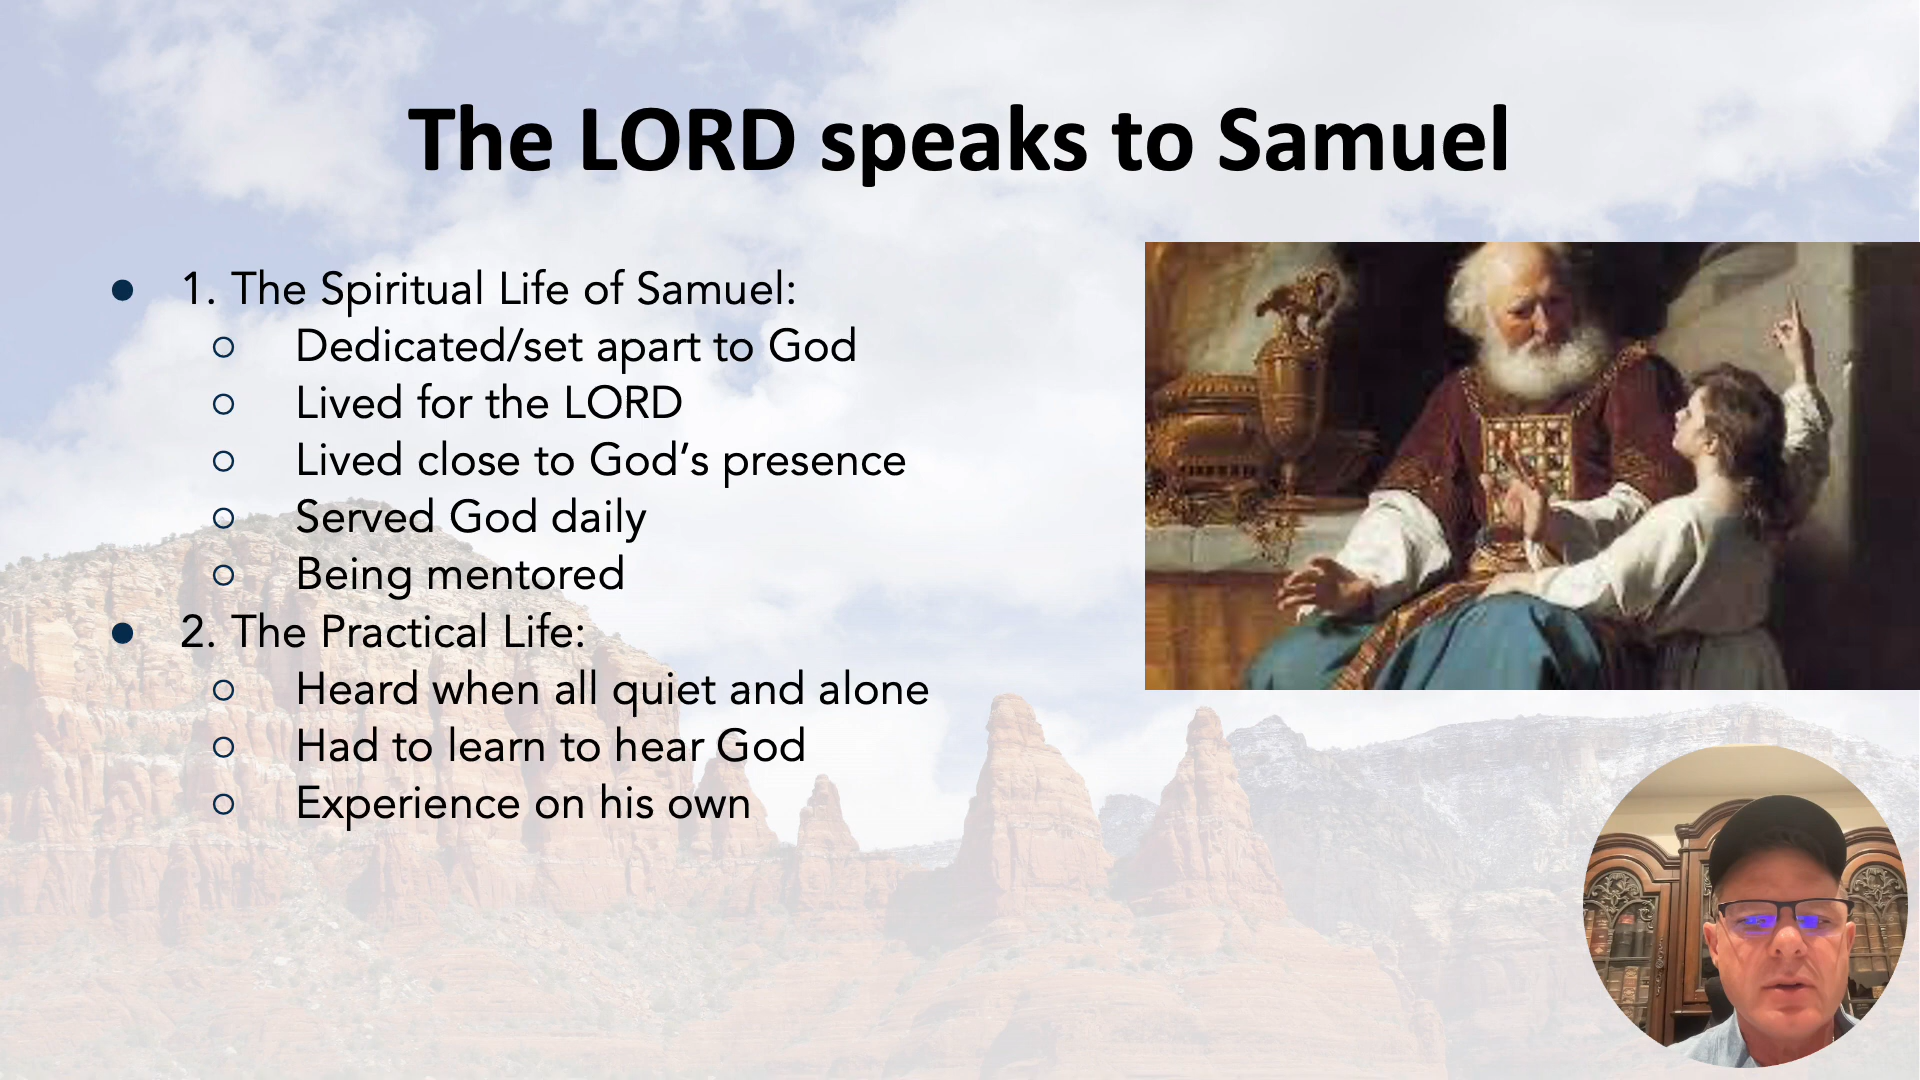 The LORD speaks to Samuel
● 1. The Spiritual Life of Samuel:
○ Dedicated/set apart to God
○ Lived for the LORD
○ Lived close to God’s presence
○ Served God daily
○ Being mentored
● 2. The Practical Life:
○ Heard when all quiet and alone
○ Had to learn to hear God
○ Experience on his own